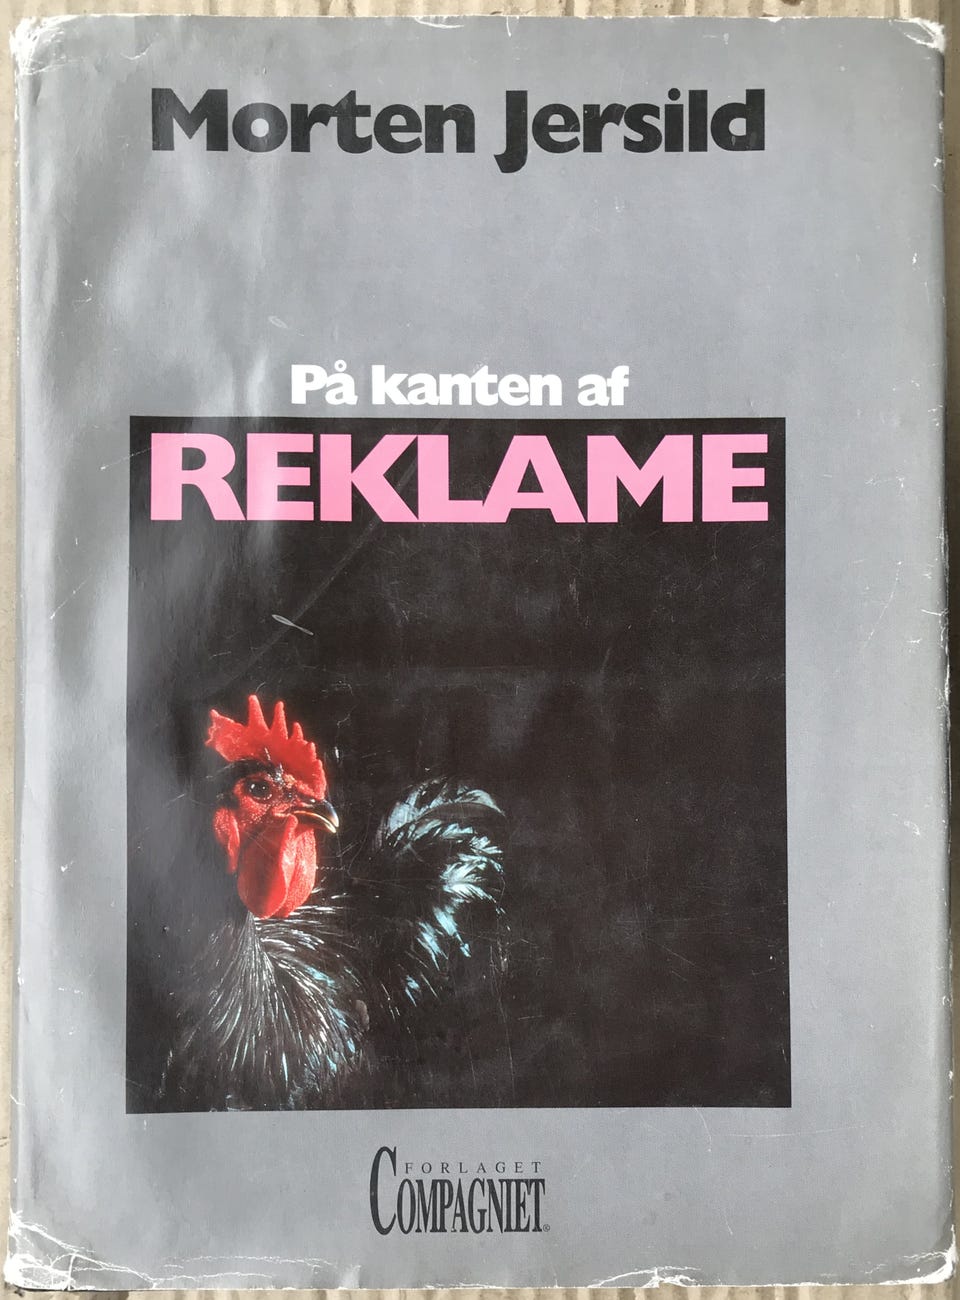 Morten Jersild
På kanten af
REKLAME
FORLAGET
COMPAGNIET®